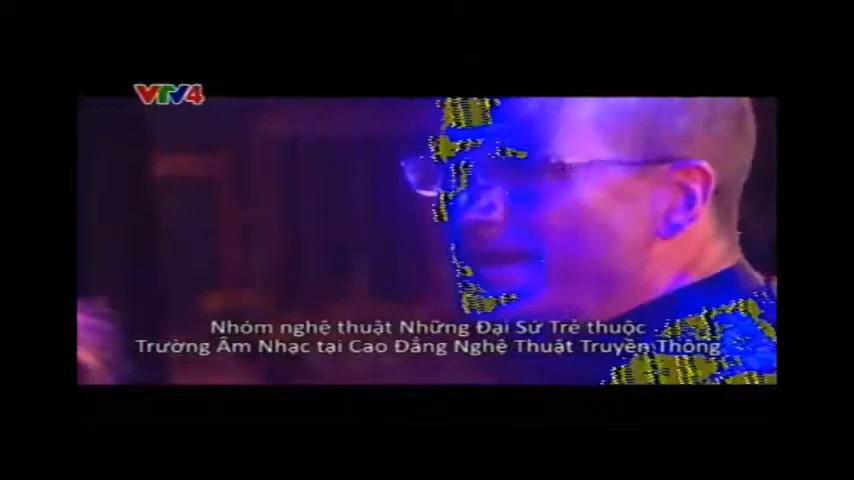 VTV4
Nhóm nghệ thuật Những Đại Sứ Trẻ thuộc
Trường Âm Nhạc tại Cao Đẳng Nghệ Thuật Truyền Thông